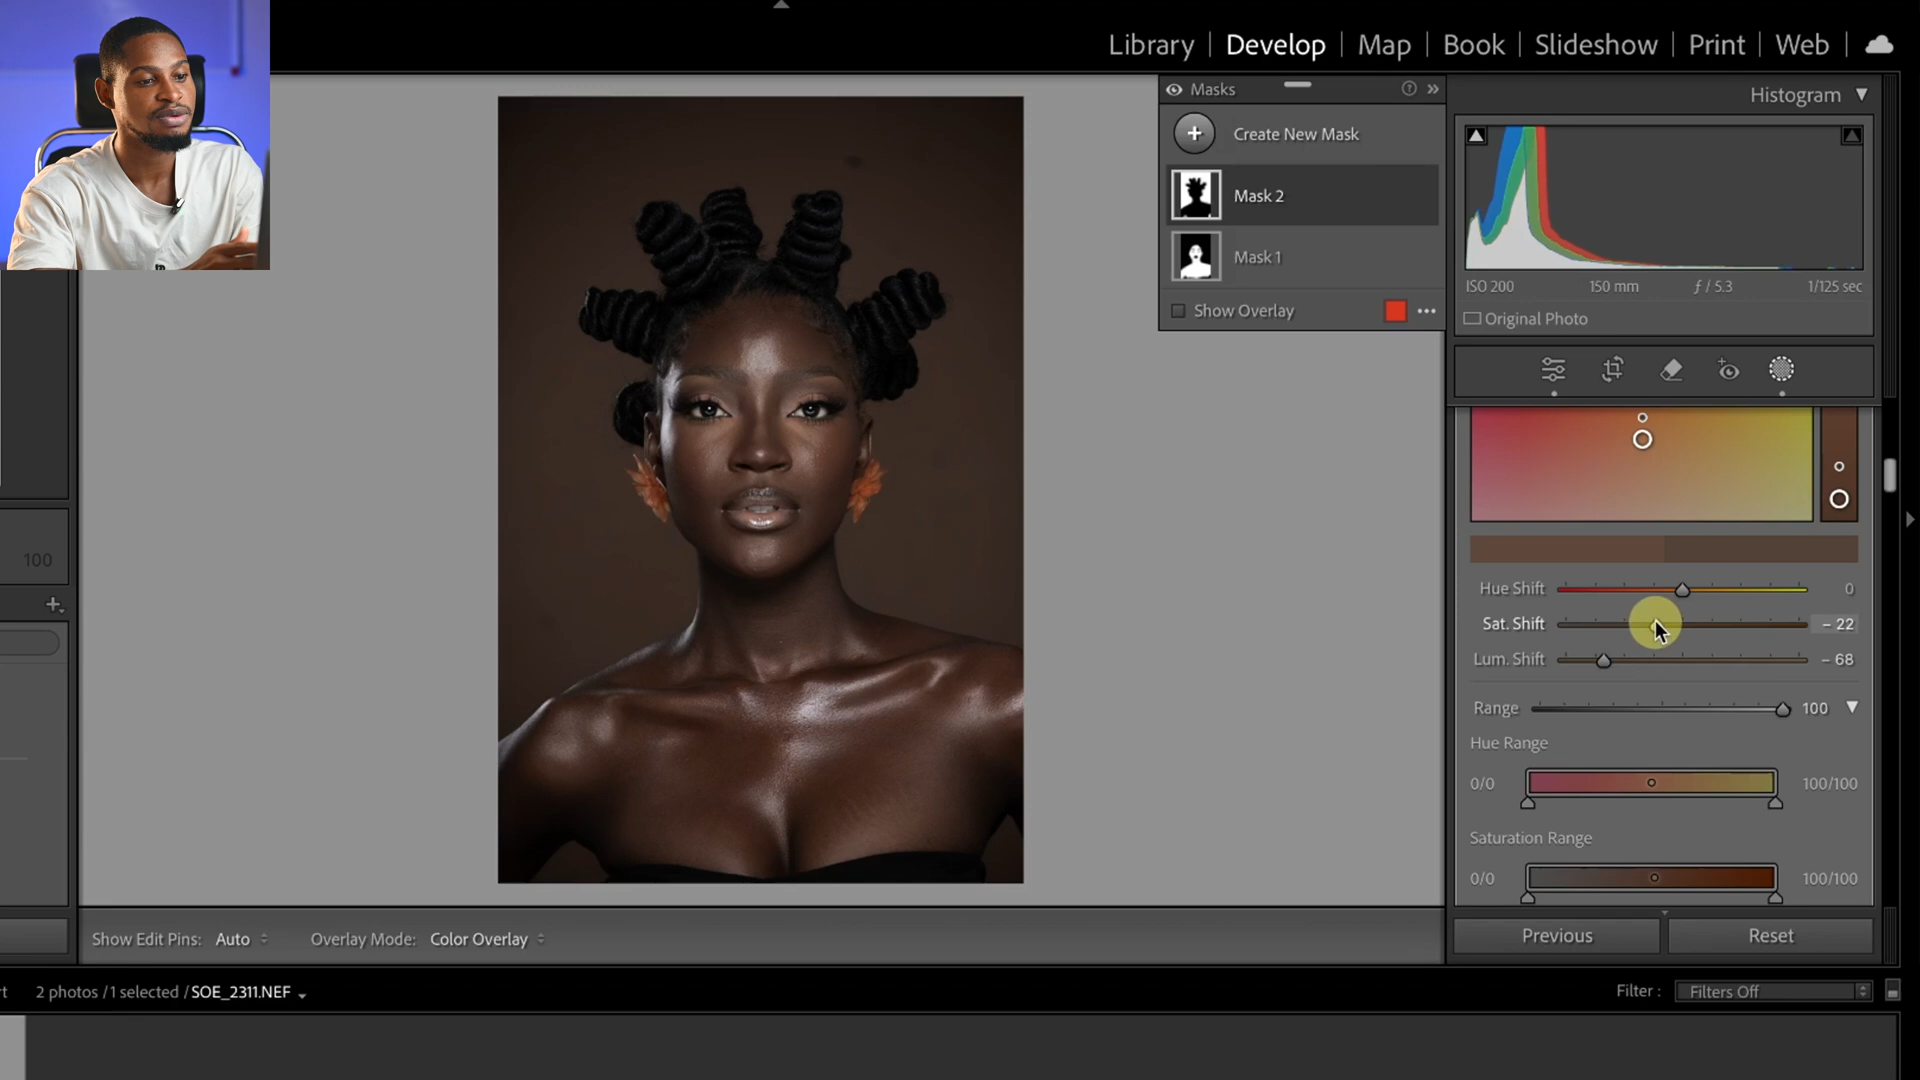 Library | Develop | Map | Book | Slideshow | Print | Web
Masks
Create New Mask
Mask 2
Mask 1
Show Overlay
Histogram
ISO 200 150 mm ƒ / 5.3 1/125 sec
Original Photo
Hue Shift 0
Sat. Shift – 22
Lum. Shift – 68
Range 100
Hue Range
0/0 100/100
Saturation Range
0/0 100/100
Previous Reset
100
Show Edit Pins: Auto Overlay Mode: Color Overlay
2 photos / 1 selected / SOE_2311.NEF
Filter : Filters Off